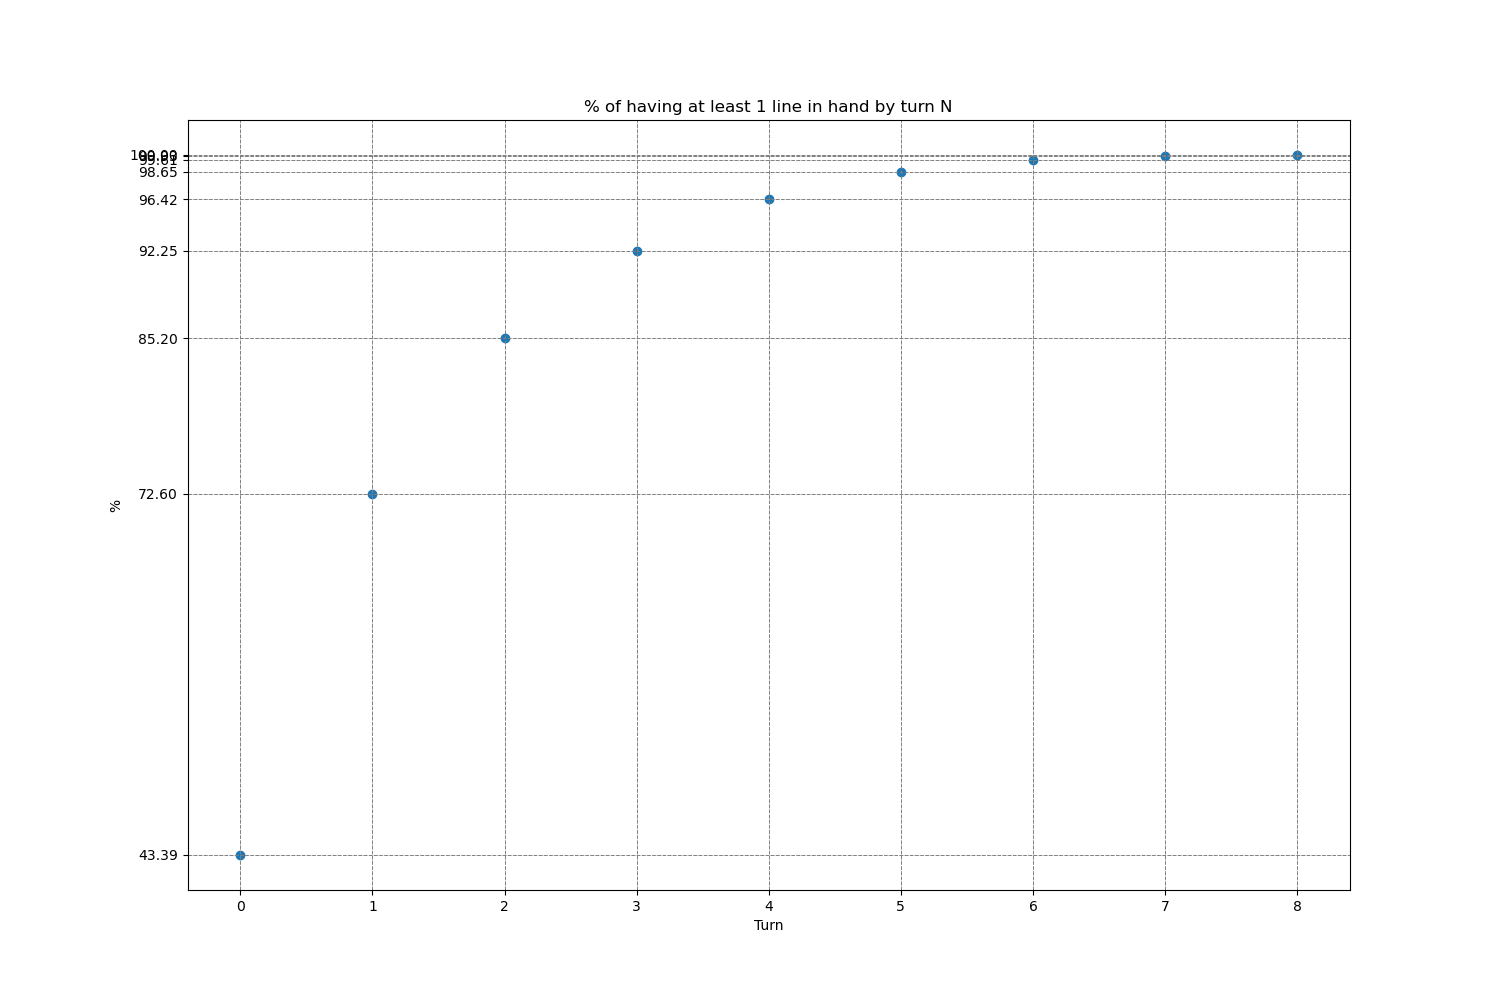 % of having at least 1 line in hand by turn N
98.65
96.42
92.25
85.20
72.60
43.39
%
0 1 2 3 4 5 6 7 8
Turn